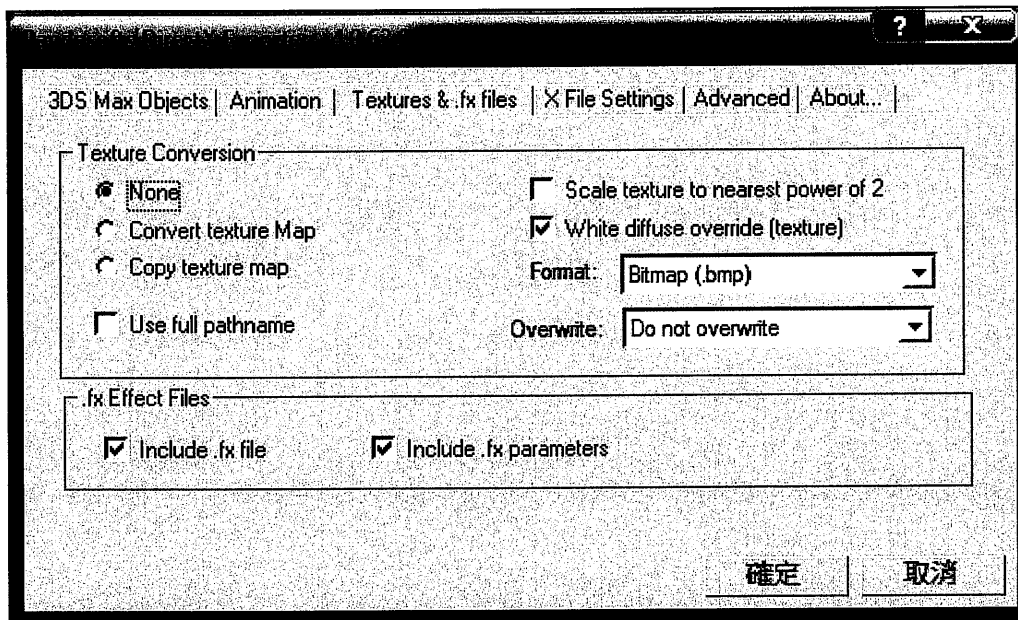 ? X
3DS Max Objects Animation Textures & .fx files X File Settings Advanced About...
Texture Conversion
None
Scale texture to nearest power of 2
Convert texture Map
White diffuse override (texture)
Copy texture map
Format: Bitmap (.bmp)
Use full pathname
Overwrite: Do not overwrite
.fx Effect Files
Include .fx file
Include .fx parameters
確定 取消